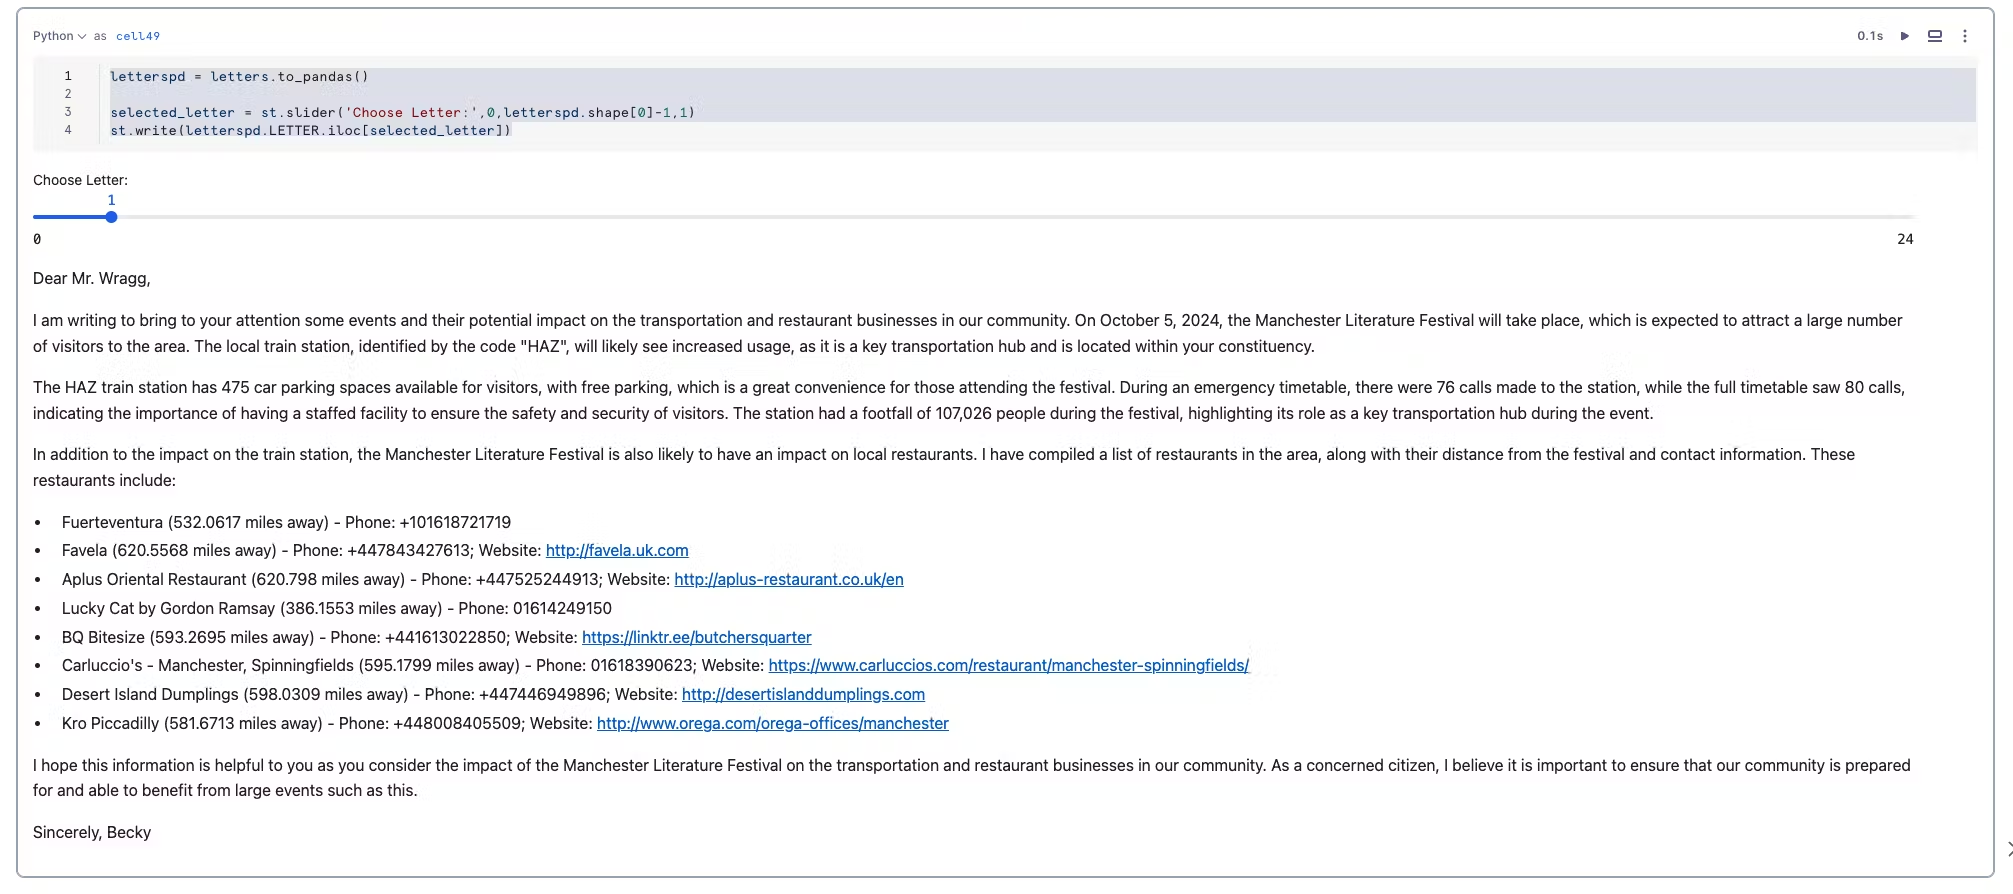 Python as cell49
0.1s
1 letterspd = letters.to_pandas()
2
3 selected_letter = st.slider('Choose Letter:',0,letterspd.shape[0]-1,1)
4 st.write(letterspd.LETTER.iloc[selected_letter])
Choose Letter:
1
0 24
Dear Mr. Wragg,
I am writing to bring to your attention some events and their potential impact on the transportation and restaurant businesses in our community. On October 5, 2024, the Manchester Literature Festival will take place, which is expected to attract a large number
of visitors to the area. The local train station, identified by the code "HAZ", will likely see increased usage, as it is a key transportation hub and is located within your constituency.
The HAZ train station has 475 car parking spaces available for visitors, with free parking, which is a great convenience for those attending the festival. During an emergency timetable, there were 76 calls made to the station, while the full timetable saw 80 calls,
indicating the importance of having a staffed facility to ensure the safety and security of visitors. The station had a footfall of 107,026 people during the festival, highlighting its role as a key transportation hub during the event.
In addition to the impact on the train station, the Manchester Literature Festival is also likely to have an impact on local restaurants. I have compiled a list of restaurants in the area, along with their distance from the festival and contact information. These
restaurants include:
• Fuerteventura (532.0617 miles away) - Phone: +101618721719
• Favela (620.5568 miles away) - Phone: +447843427613; Website: http://favela.uk.com
• Aplus Oriental Restaurant (620.798 miles away) - Phone: +447525244913; Website: http://aplus-restaurant.co.uk/en
• Lucky Cat by Gordon Ramsay (386.1553 miles away) - Phone: 01614249150
• BQ Bitesize (593.2695 miles away) - Phone: +441613022850; Website: https://linktr.ee/butchersquarter
• Carluccio's - Manchester, Spinningfields (595.1799 miles away) - Phone: 01618390623; Website: https://www.carluccios.com/restaurant/manchester-spinningfields/
• Desert Island Dumplings (598.0309 miles away) - Phone: +447446949896; Website: http://desertislanddumplings.com
• Kro Piccadilly (581.6713 miles away) - Phone: +448008405509; Website: http://www.orega.com/orega-offices/manchester
I hope this information is helpful to you as you consider the impact of the Manchester Literature Festival on the transportation and restaurant businesses in our community. As a concerned citizen, I believe it is important to ensure that our community is prepared
for and able to benefit from large events such as this.
Sincerely, Becky